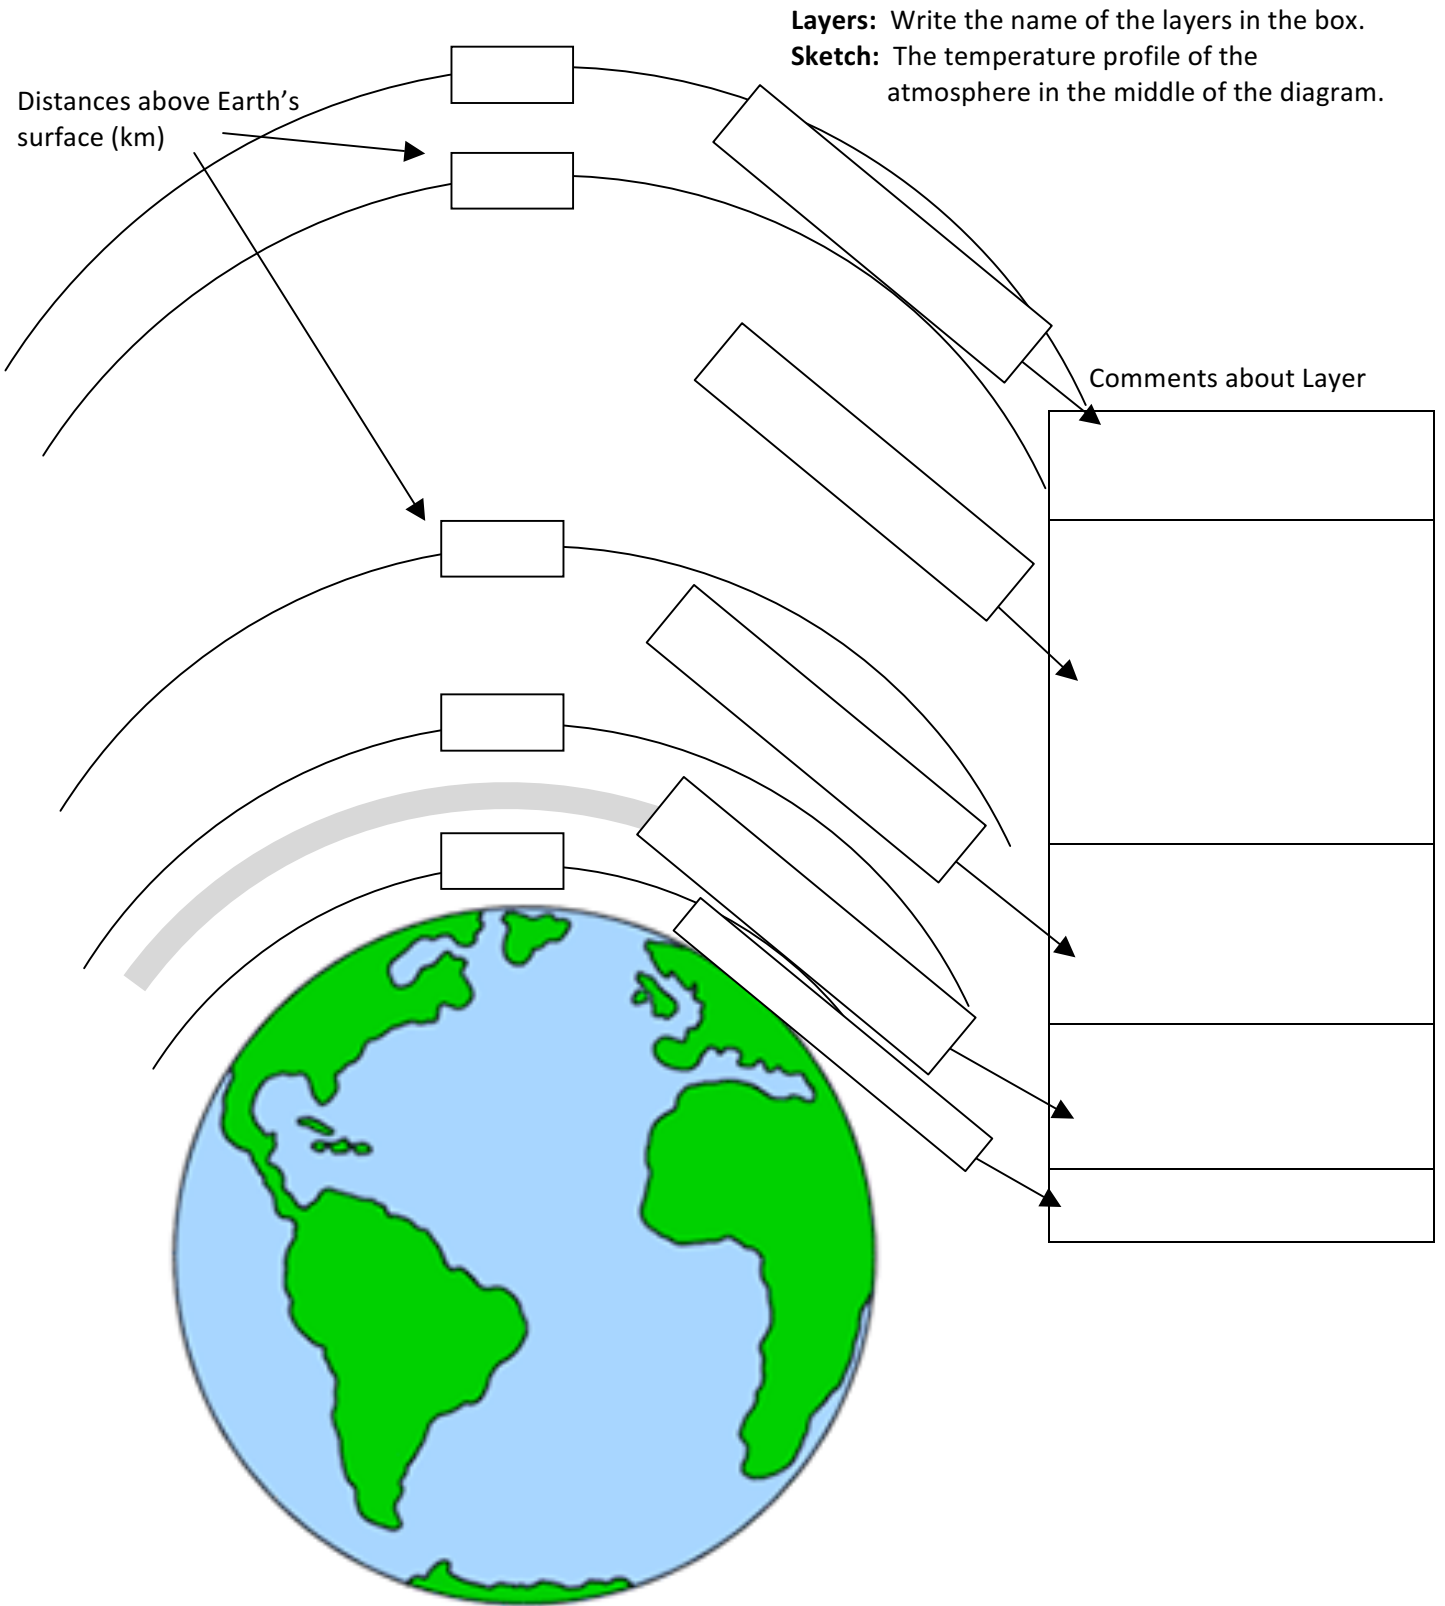 Layers: Write the name of the layers in the box.
Sketch: The temperature profile of the
atmosphere in the middle of the diagram.
Distances above Earth’s
surface (km)
Comments about Layer